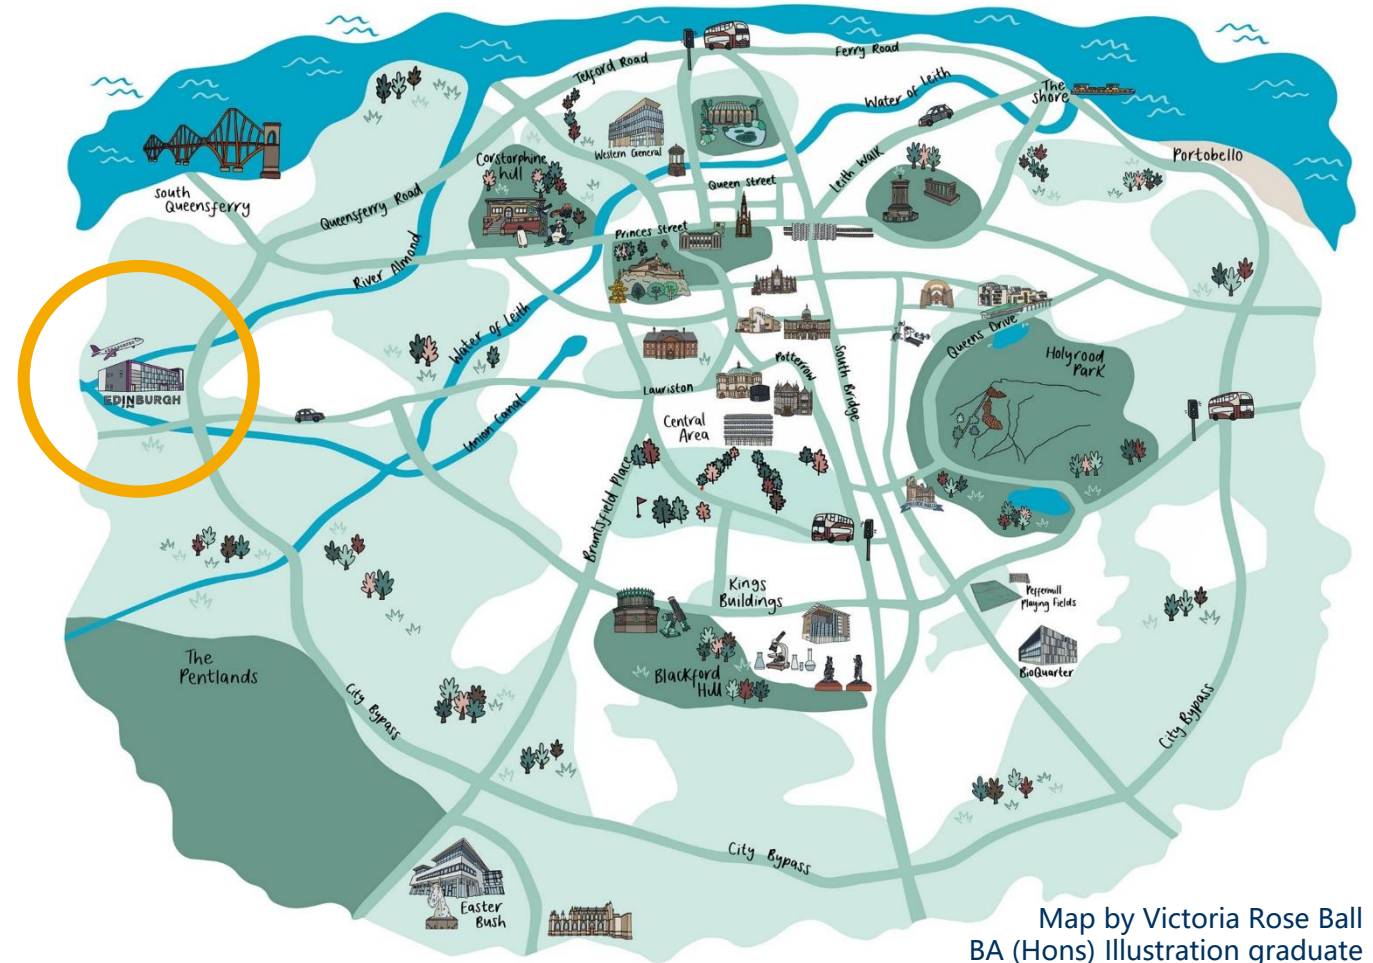 Telford Road
Ferry Road
Water of Leith
The
Shore
Portobello
Western General
Corstorphine
hill
Queen Street
Leith Walk
South
Queensferry
Queensferry Road
Princes Street
River Almond
EDINBURGH
Water of Leith
Union Canal
Lauriston
Potterrow
South Bridge
Queens Drive
Holyrood
Park
Central
Area
Bruntsfield Place
Kings
Buildings
Peffermill
Playing Fields
BioQuarter
Blackford
Hill
The
Pentlands
City Bypass
City Bypass
City Bypass
Easter
Bush
Map by Victoria Rose Ball
BA (Hons) Illustration graduate